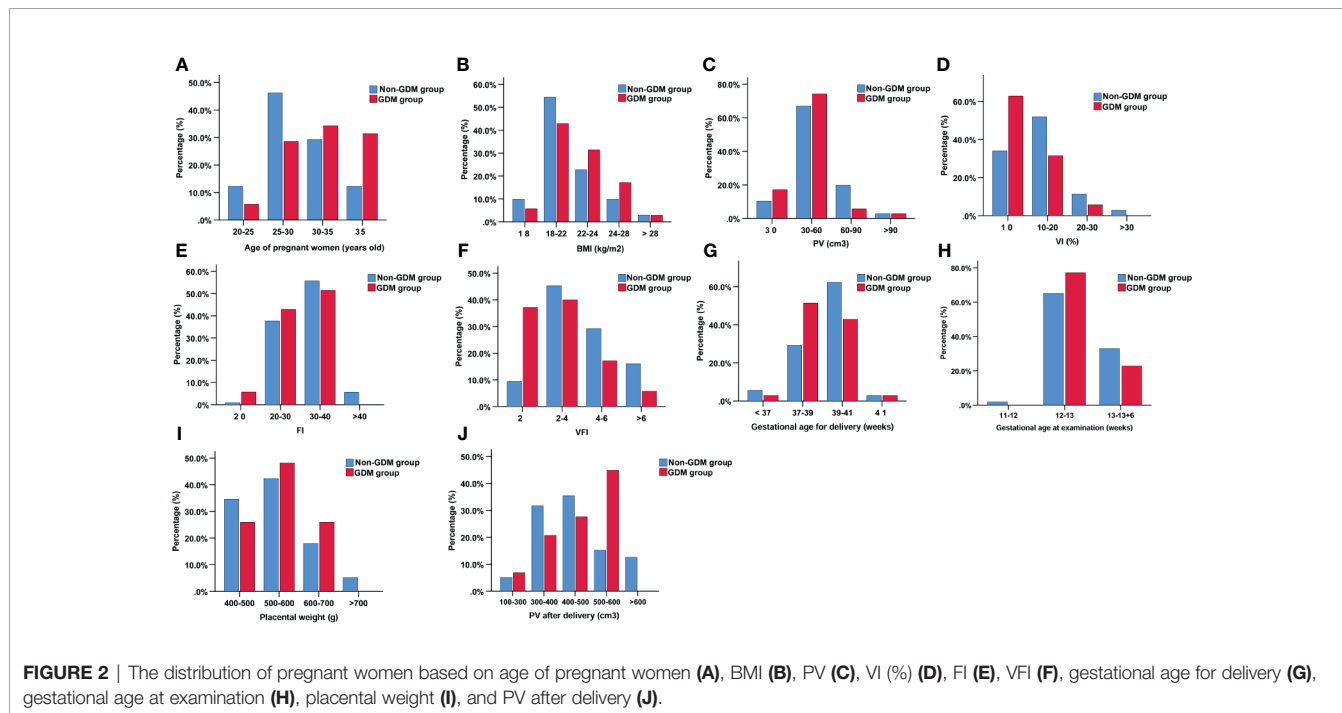 A
50.0%
40.0%
30.0%
20.0%
10.0%
.0%
Percentage (%)
Non-GDM group
GDM group
20-25 25-30 30-35 3 5
Age of pregnant women (years old)
B
60.0%
50.0%
40.0%
30.0%
20.0%
10.0%
.0%
Percentage (%)
Non-GDM group
GDM group
1 8 18-22 22-24 24-28 > 28
BMI (kg/m2)
C
80.0%
60.0%
40.0%
20.0%
.0%
Percentage (%)
Non-GDM group
GDM group
3 0 30-60 60-90 >90
PV (cm3)
D
60.0%
40.0%
20.0%
.0%
Percentage (%)
Non-GDM group
GDM group
1 0 10-20 20-30 >30
VI (%)
E
60.0%
50.0%
40.0%
30.0%
20.0%
10.0%
.0%
Percentage (%)
Non-GDM group
GDM group
2 0 20-30 30-40 >40
FI
F
50.0%
40.0%
30.0%
20.0%
10.0%
.0%
Percentage (%)
Non-GDM group
GDM group
2 2-4 4-6 >6
VFI
G
60.0%
40.0%
20.0%
.0%
Percentage (%)
Non-GDM group
GDM group
< 37 37-39 39-41 4 1
Gestational age for delivery (weeks)
H
80.0%
60.0%
40.0%
20.0%
.0%
Percentage (%)
Non-GDM group
GDM group
11-12 12-13 13-13+6
Gestational age at examination (weeks)
I
50.0%
40.0%
30.0%
20.0%
10.0%
.0%
Percentage (%)
Non-GDM group
GDM group
400-500 500-600 600-700 >700
Placental weight (g)
J
50.0%
40.0%
30.0%
20.0%
10.0%
.0%
Percentage (%)
Non-GDM group
GDM group
100-300 300-400 400-500 500-600 >600
PV after delivery (cm3)
FIGURE 2 | The distribution of pregnant women based on age of pregnant women (A), BMI (B), PV (C), VI (%) (D), FI (E), VFI (F), gestational age for delivery (G),
gestational age at examination (H), placental weight (I), and PV after delivery (J).